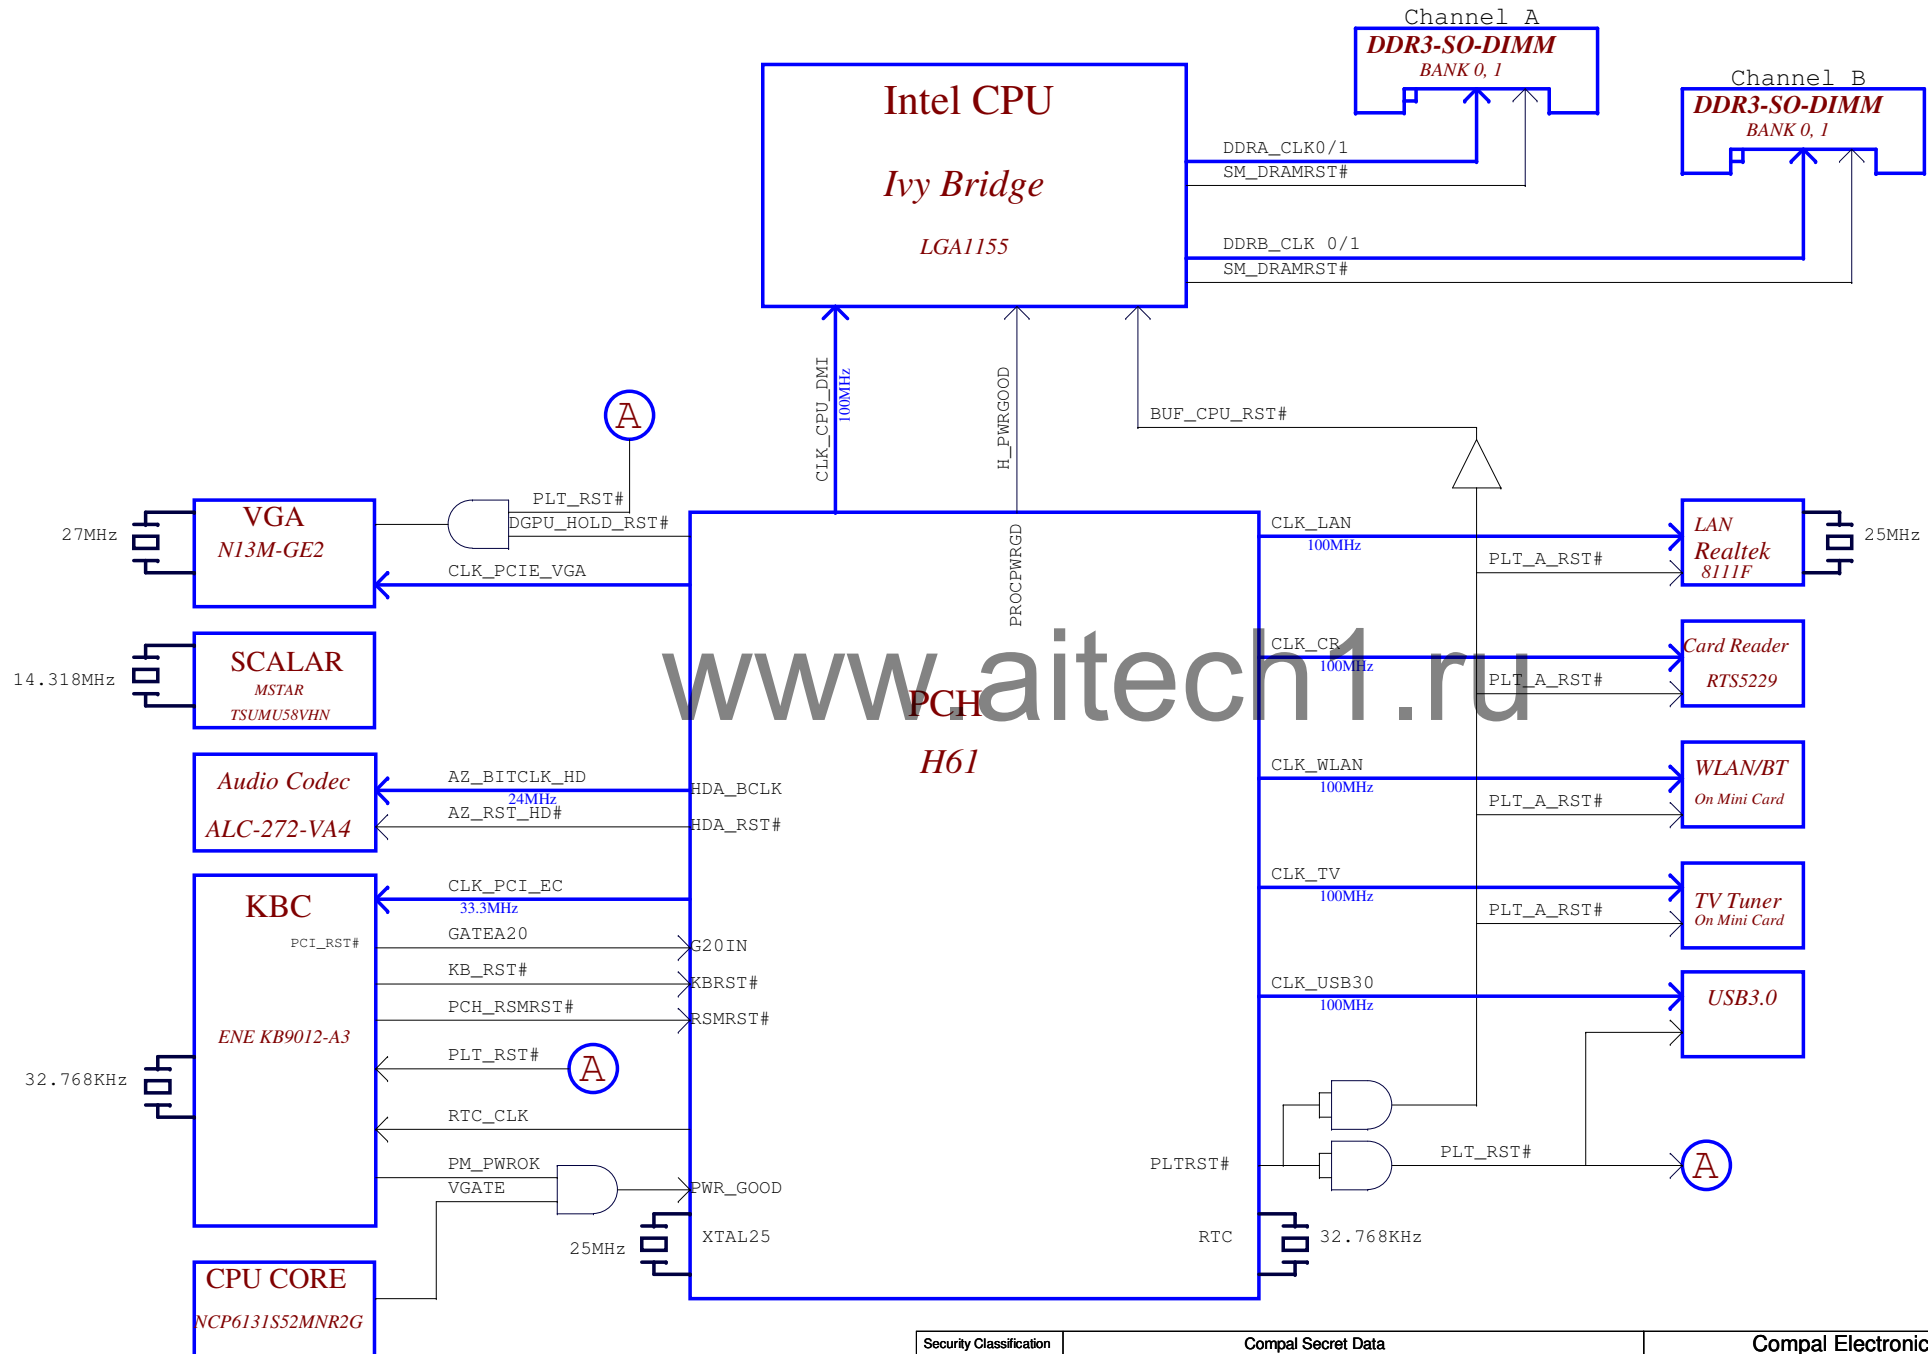 Channel A
DDR3-SO-DIMM
BANK 0, 1
Channel B
DDR3-SO-DIMM
BANK 0, 1
Intel CPU
Ivy Bridge
LGA1155
DDRA_CLK0/1
SM_DRAMRST#
DDRB_CLK 0/1
SM_DRAMRST#
CLK_CPU_DMI
100MHz
H_PWRGOOD
BUF_CPU_RST#
A
PLT_RST#
DGPU_HOLD_RST#
27MHz
VGA
N13M-GE2
CLK_PCIE_VGA
PROCPWRGD
CLK_LAN
100MHz
PLT_A_RST#
LAN
Realtek
8111F
25MHz
14.318MHz
SCALAR
MSTAR
TSUMU58VHN
www.aitech1.ru
PCH
H61
CLK_CR
100MHz
PLT_A_RST#
Card Reader
RTS5229
Audio Codec
ALC-272-VA4
AZ_BITCLK_HD
24MHz
AZ_RST_HD#
HDA_BCLK
HDA_RST#
CLK_WLAN
100MHz
PLT_A_RST#
WLAN/BT
On Mini Card
KBC
PCI_RST#
ENE KB9012-A3
32.768KHz
CLK_PCI_EC
33.3MHz
GATEA20
G20IN
KB_RST#
KBRST#
PCH_RSMRST#
RSMRST#
PLT_RST#
A
RTC_CLK
PM_PWROK
VGATE
PWR_GOOD
CLK_TV
100MHz
PLT_A_RST#
TV Tuner
On Mini Card
CLK_USB30
100MHz
USB3.0
PLTRST#
PLT_RST#
A
25MHz
XTAL25
RTC
32.768KHz
CPU CORE
NCP6131S52MNR2G
Security Classification
Compal Secret Data
Compal Electronic